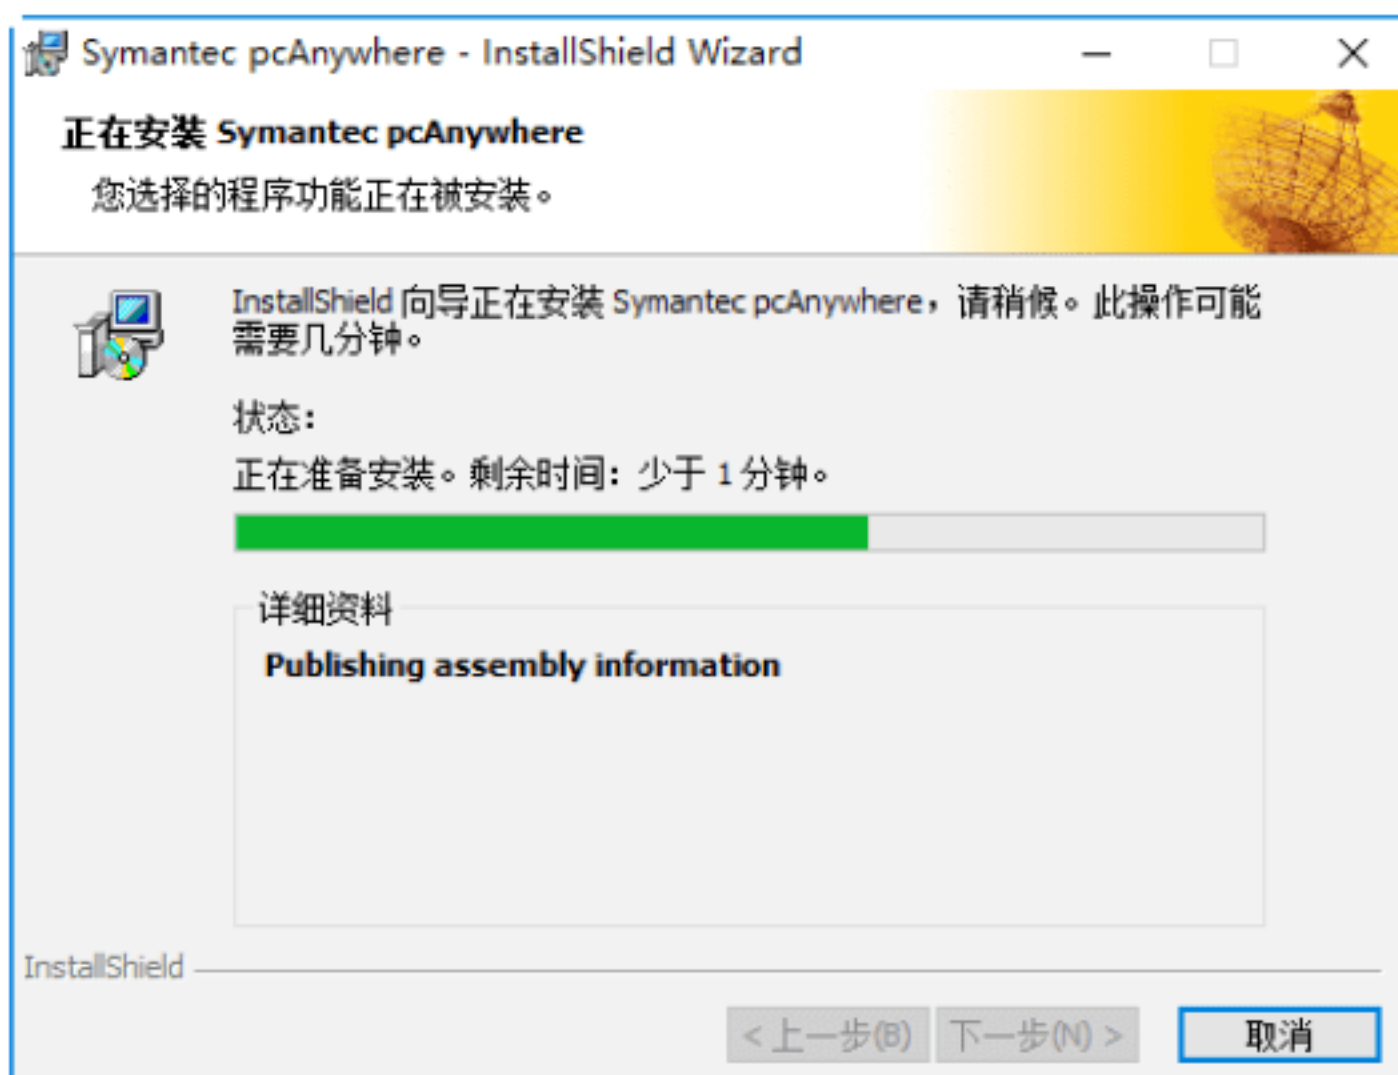 Symantec pcAnywhere - InstallShield Wizard
正在安装 Symantec pcAnywhere
您选择的程序功能正在被安装。
InstallShield 向导正在安装 Symantec pcAnywhere，请稍候。此操作可能
需要几分钟。
状态：
正在准备安装。剩余时间：少于 1 分钟。
详细资料
Publishing assembly information
InstallShield
< 上一步(B) 下一步(N) > 取消